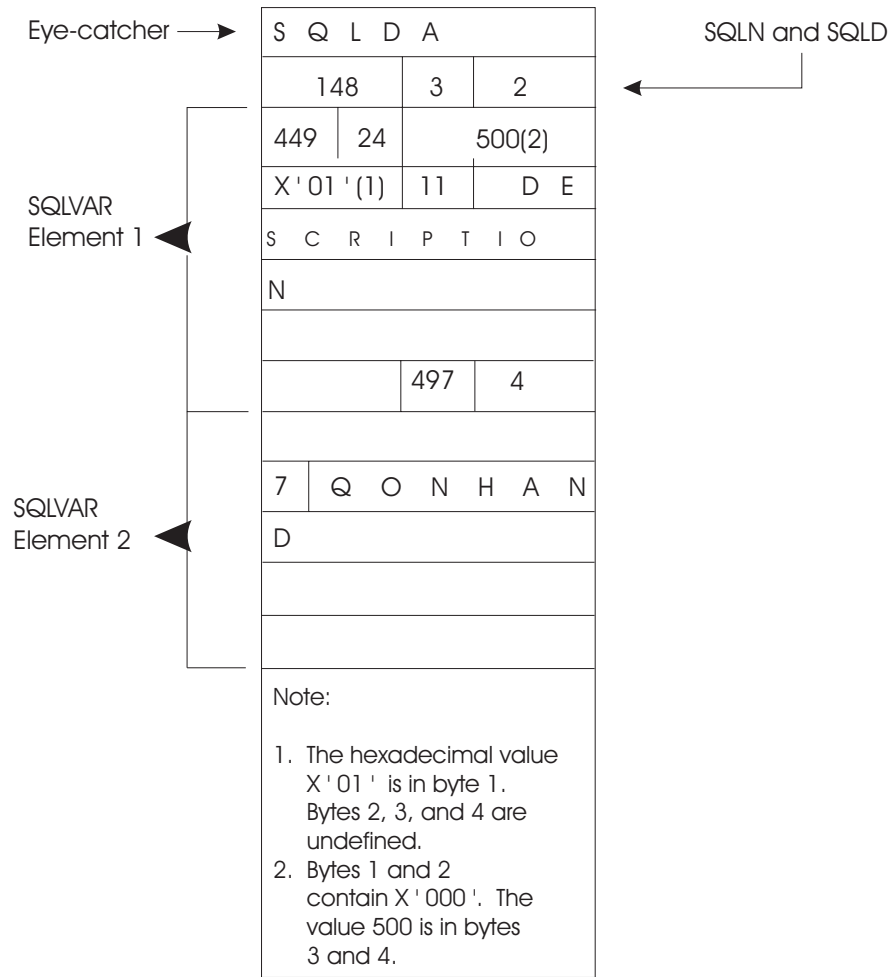 Eye-catcher
S Q L D A
SQLN and SQLD
148 3 2
449 24 500(2)
X ' 01 ' (1) 11 D E
SQLVAR
Element 1
S C R I P T I O
N
497 4
7 Q O N H A N
SQLVAR
Element 2
D
Note:
1. The hexadecimal value
X ' 01 ' is in byte 1.
Bytes 2, 3, and 4 are
undefined.
2. Bytes 1 and 2
contain X ' 000 '. The
value 500 is in bytes
3 and 4.